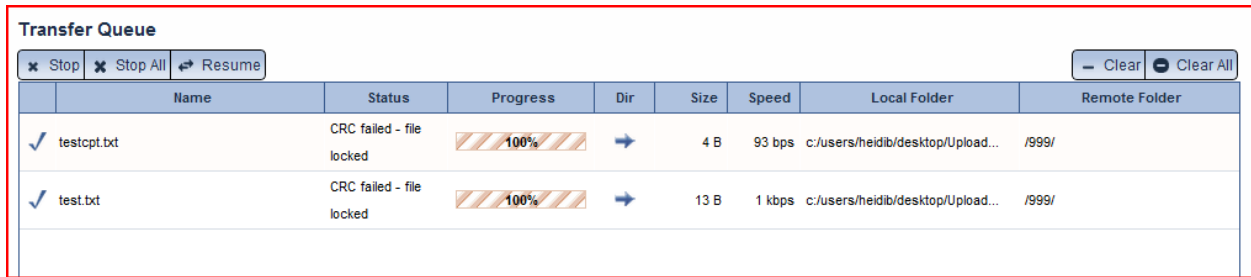 Transfer Queue
Stop Stop All Resume Clear Clear All
Name Status Progress Dir Size Speed Local Folder Remote Folder
testcpt.txt CRC failed - file locked 100% 4 B 93 bps c:/users/heidib/desktop/Upload... /999/
test.txt CRC failed - file locked 100% 13 B 1 kbps c:/users/heidib/desktop/Upload... /999/